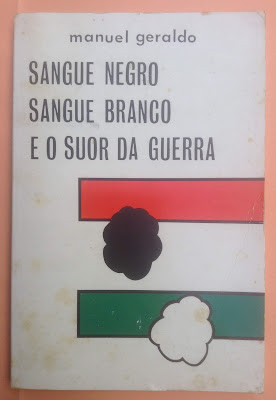 manuel geraldo
SANGUE NEGRO
SANGUE BRANCO
E O SUOR DA GUERRA